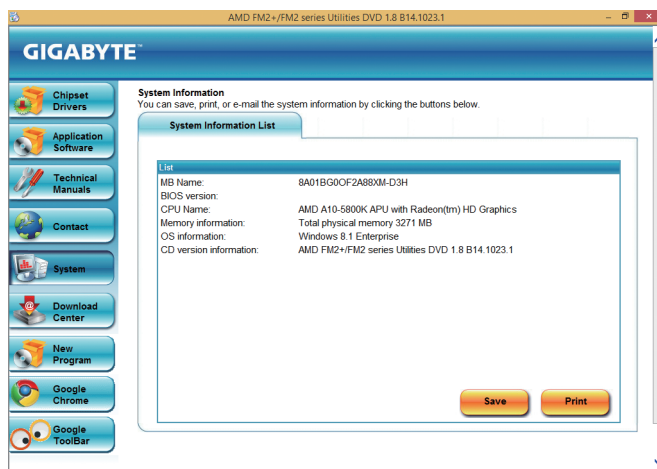 AMD FM2+/FM2 series Utilities DVD 1.8 B14.1023.1
GIGABYTE™
Chipset
Drivers
Application
Software
Technical
Manuals
Contact
System
Download
Center
New
Program
Google
Chrome
Google
ToolBar
System Information
You can save, print, or e-mail the system information by clicking the buttons below.
System Information List
List
MB Name: 8A01BG0OF2A88XM-D3H
BIOS version:
CPU Name: AMD A10-5800K APU with Radeon(tm) HD Graphics
Memory information: Total physical memory 3271 MB
OS information: Windows 8.1 Enterprise
CD version information: AMD FM2+/FM2 series Utilities DVD 1.8 B14.1023.1
Save Print